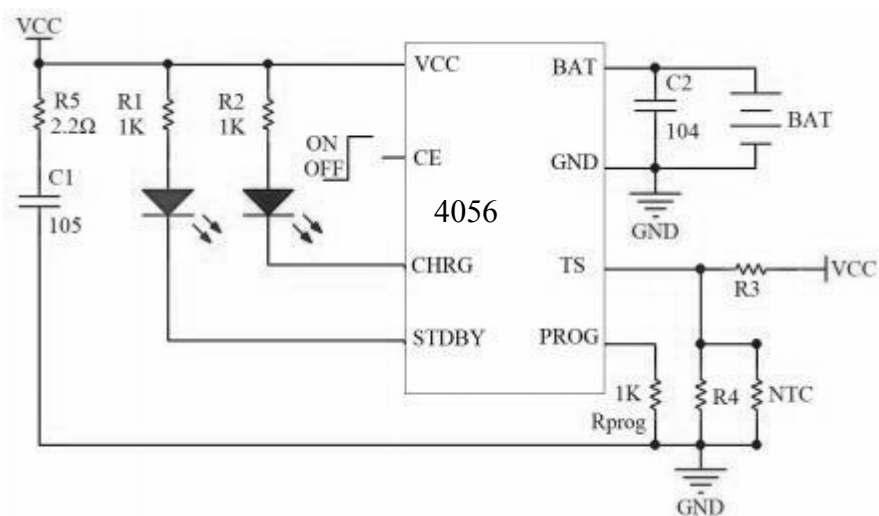 VCC
R5
2.2Ω
R1
1K
R2
1K
C1
105
ON
OFF
VCC
CE
4056
CHRG
STDBY
BAT
GND
TS
PROG
C2
104
BAT
GND
R3
VCC
1K
Rprog
R4
NTC
GND